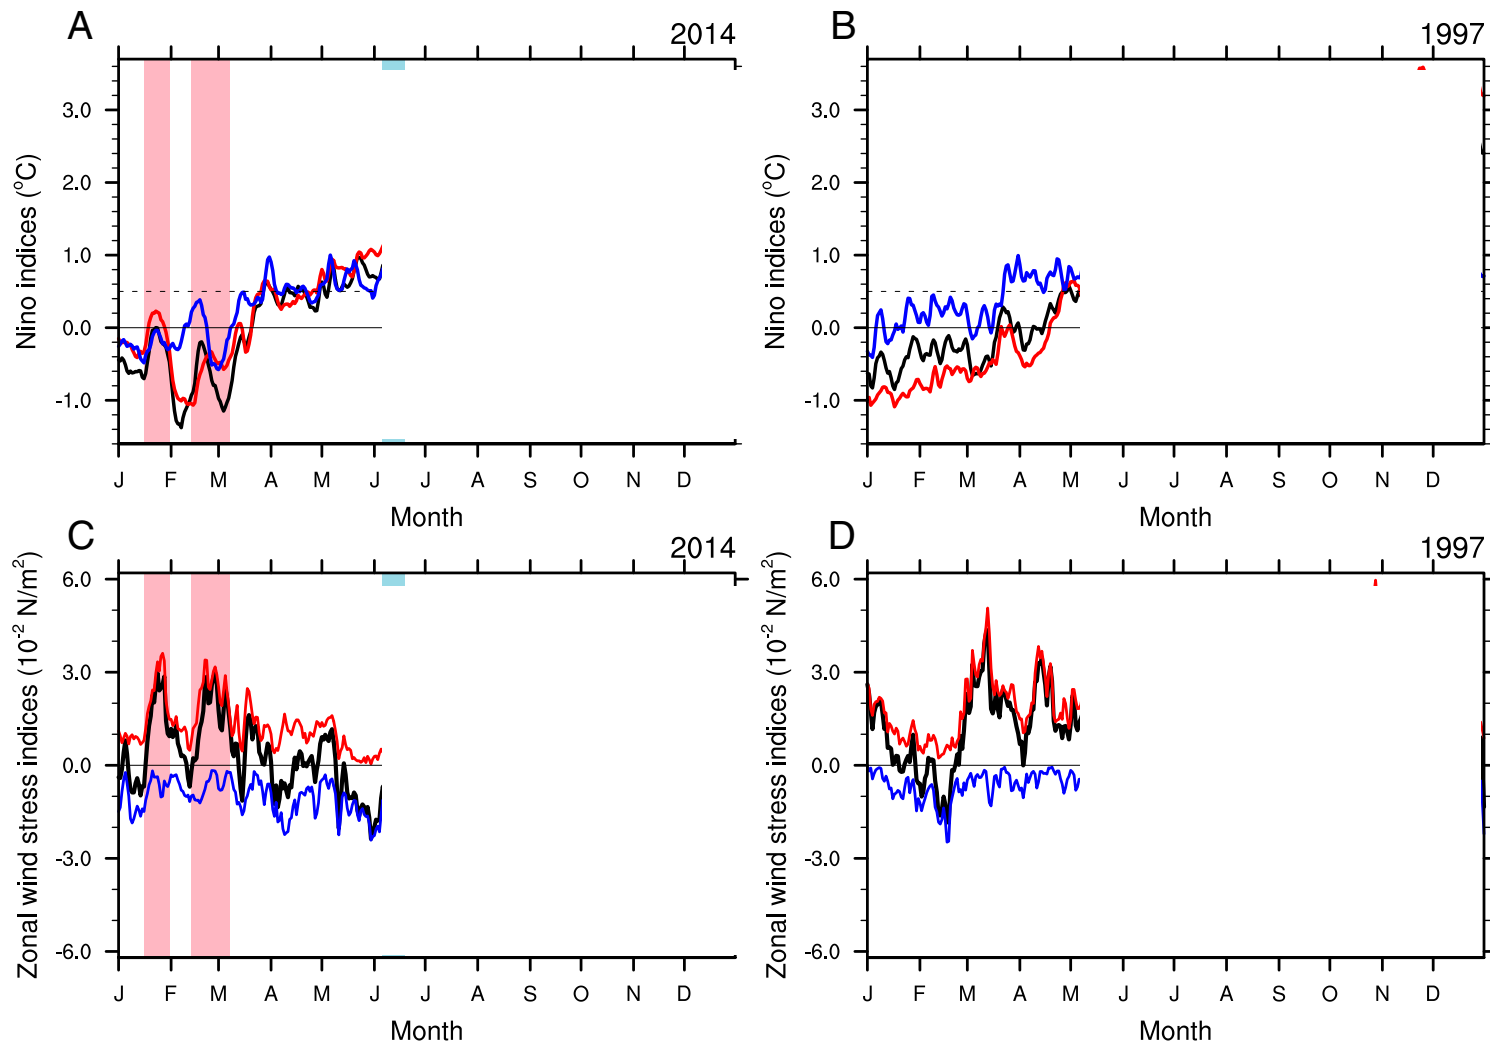 A
2014
B
1997
Nino indices (°C)
3.0
2.0
1.0
0.0
-1.0
J F M A M J J A S O N D
Month
Nino indices (°C)
3.0
2.0
1.0
0.0
-1.0
J F M A M J J A S O N D
Month
C
2014
D
1997
Zonal wind stress indices (10⁻² N/m²)
6.0
3.0
0.0
-3.0
-6.0
J F M A M J J A S O N D
Month
Zonal wind stress indices (10⁻² N/m²)
6.0
3.0
0.0
-3.0
-6.0
J F M A M J J A S O N D
Month